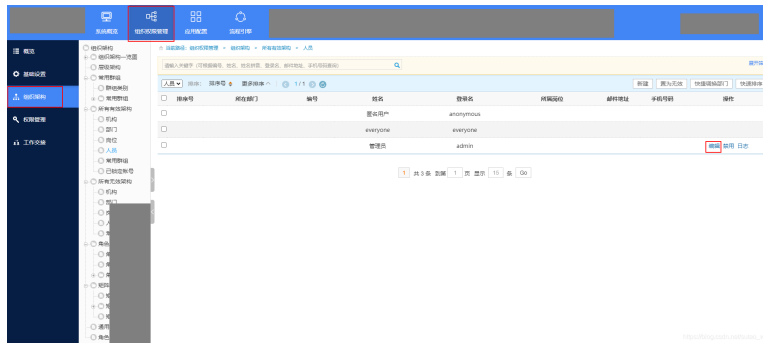 系统概览
组织权限管理
应用配置
流程引擎
概览
基础设置
组织架构
权限管理
工作交接
组织架构
组织架构一览图
层级架构
常用群组
群组类别
常用群组
所有有效架构
机构
部门
岗位
人员
常用群组
已锁定账号
所有无效架构
机构
部门
通用
角色
当前路径: 组织权限管理 » 组织架构 » 所有有效架构 » 人员
请输入关键字（可根据编号、姓名、姓名拼音、登录名、邮件地址、手机号码查询）
人员 排序: 排序号 更多排序 1/1
新建 置为无效 快速调换部门 快速排序
排序号 所在部门 编号 姓名 登录名 所属岗位 邮件地址 手机号码 操作
匿名用户 anonymous
everyone everyone
管理员 admin 编辑 禁用 日志
1 共 3 条 到第 1 页 显示 15 条 Go